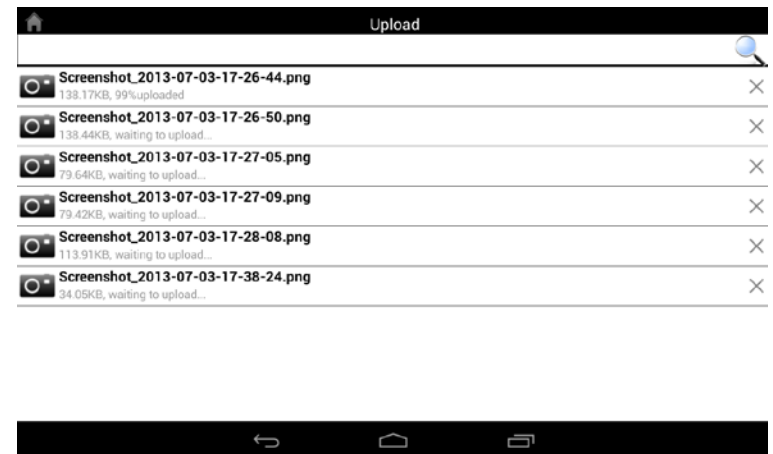 Upload
Screenshot_2013-07-03-17-26-44.png
138.17KB, 99%uploaded
Screenshot_2013-07-03-17-26-50.png
138.44KB, waiting to upload...
Screenshot_2013-07-03-17-27-05.png
79.64KB, waiting to upload...
Screenshot_2013-07-03-17-27-09.png
79.42KB, waiting to upload...
Screenshot_2013-07-03-17-28-08.png
113.91KB, waiting to upload...
Screenshot_2013-07-03-17-38-24.png
34.05KB, waiting to upload...